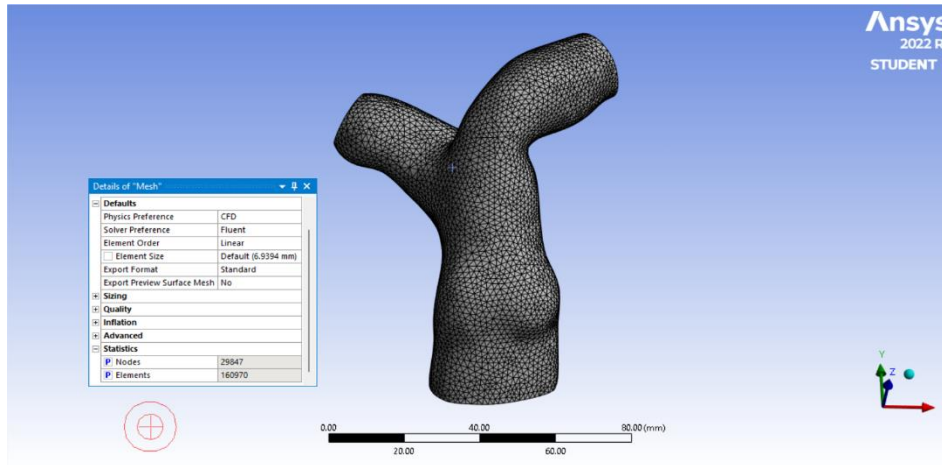 Ansys
2022 R
STUDENT
Details of "Mesh"
Defaults
Physics Preference CFD
Solver Preference Fluent
Element Order Linear
Element Size Default (6.9394 mm)
Export Format Standard
Export Preview Surface Mesh No
Sizing
Quality
Inflation
Advanced
Statistics
P Nodes 29847
P Elements 160970
0.00 40.00 80.00 (mm)
20.00 60.00
Y
Z